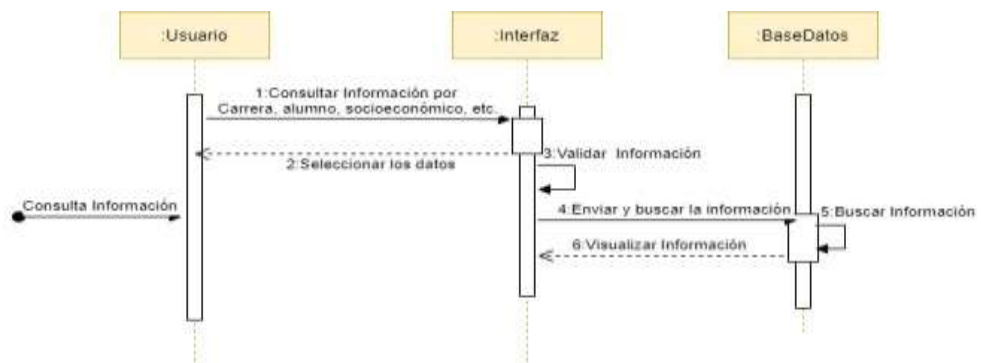 :Usuario
:Interfaz
:BaseDatos
1:Consultar Información por
Carrera, alumno, socioeconómico, etc.
2:Seleccionar los datos
3:Validar Información
Consulta Información
4:Enviar y buscar la información
5:Buscar Información
6:Visualizar Información